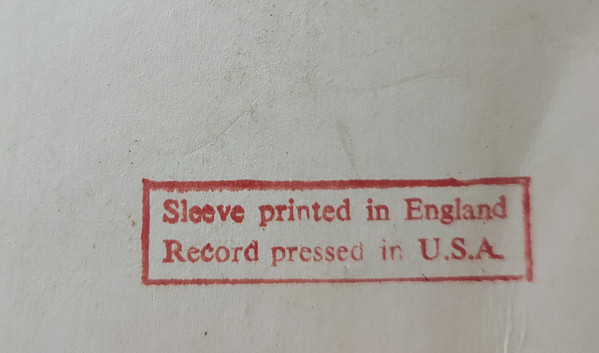 Sleeve printed in England
Record pressed in U.S.A.